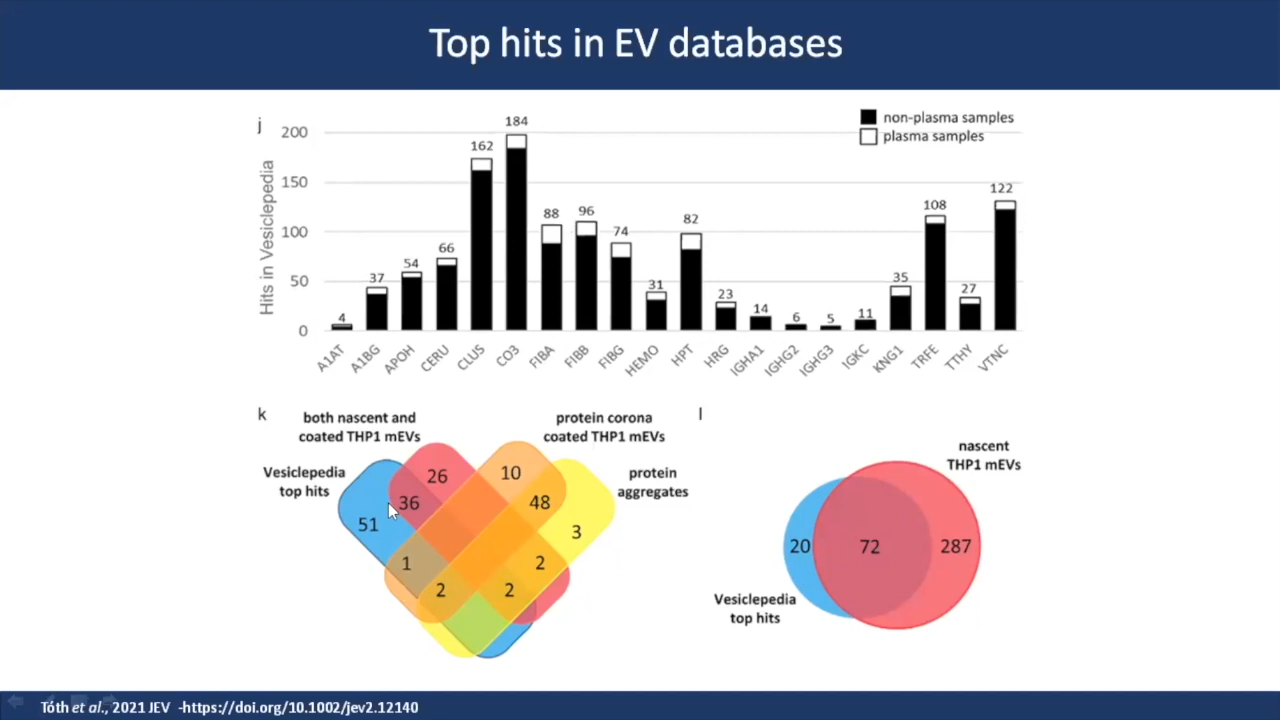 Top hits in EV databases
j
non-plasma samples
plasma samples
Hits in Vesiclepedia
200
150
100
50
0
4
37
54
66
162
184
88
96
74
31
82
23
14
6
5
11
35
108
27
122
A1AT
A1BG
APOH
CERU
CLUS
CO3
FIBA
FIBB
FIBG
HEMO
HPT
HRG
IGHA1
IGHG2
IGHG3
IGKC
KNG1
TRFE
TTHY
VTNC
k
both nascent and
coated THP1 mEVs
protein corona
coated THP1 mEVs
Vesiclepedia
top hits
protein
aggregates
26
10
36
48
51
3
1
2
2
2
l
nascent
THP1 mEVs
20
72
287
Vesiclepedia
top hits
Tóth et al., 2021 JEV -https://doi.org/10.1002/jev2.12140